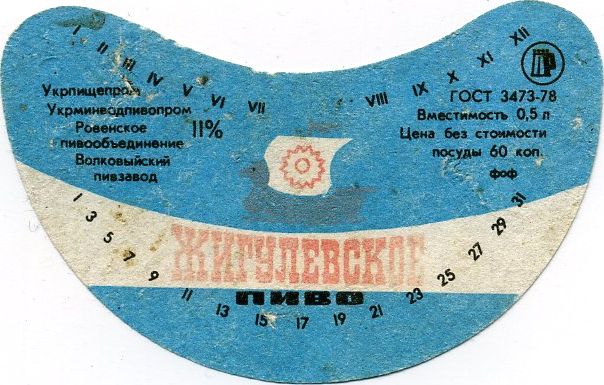 I II III IV V VI VII VIII IX X XI XII
Укрпищепром
Укрминводпивопром
Ровенское
пивообъединение
Волковыйский
пивзавод
11%
ГОСТ 3473-78
Вместимость 0,5 л
Цена без стоимости
посуды 60 коп.
фоф
ЖИГУЛЕВСКОЕ
ПИВО
1 3 5 7 9 11 13 15 17 19 21 23 25 27 29 31